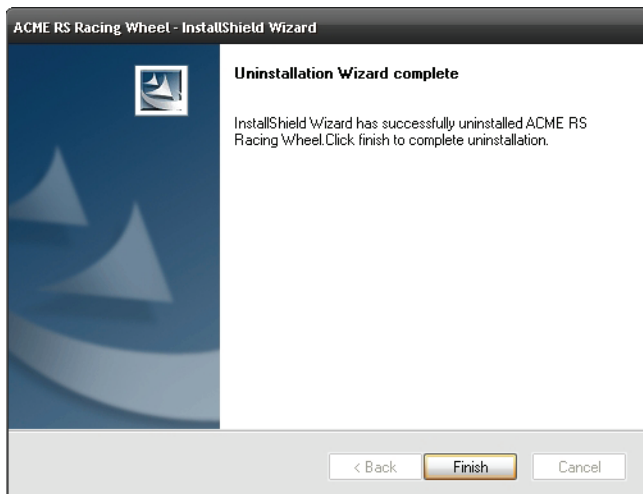 ACME RS Racing Wheel - InstallShield Wizard
Uninstallation Wizard complete
InstallShield Wizard has successfully uninstalled ACME RS
Racing Wheel.Click finish to complete uninstallation.
< Back Finish Cancel